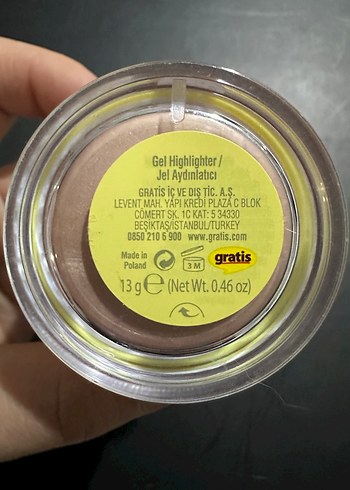 Gel Highlighter /
Jel Aydınlatıcı
GRATİS İÇ VE DIŞ TİC. A.Ş.
LEVENT MAH. YAPI KREDİ PLAZA C BLOK
CÖMERT SK. 1C KAT: 5 34330
BEŞİKTAŞ/İSTANBUL/TURKEY
0850 210 6 900 www.gratis.com
Made in
Poland
3 M
gratis
13 g e (Net Wt. 0.46 oz)